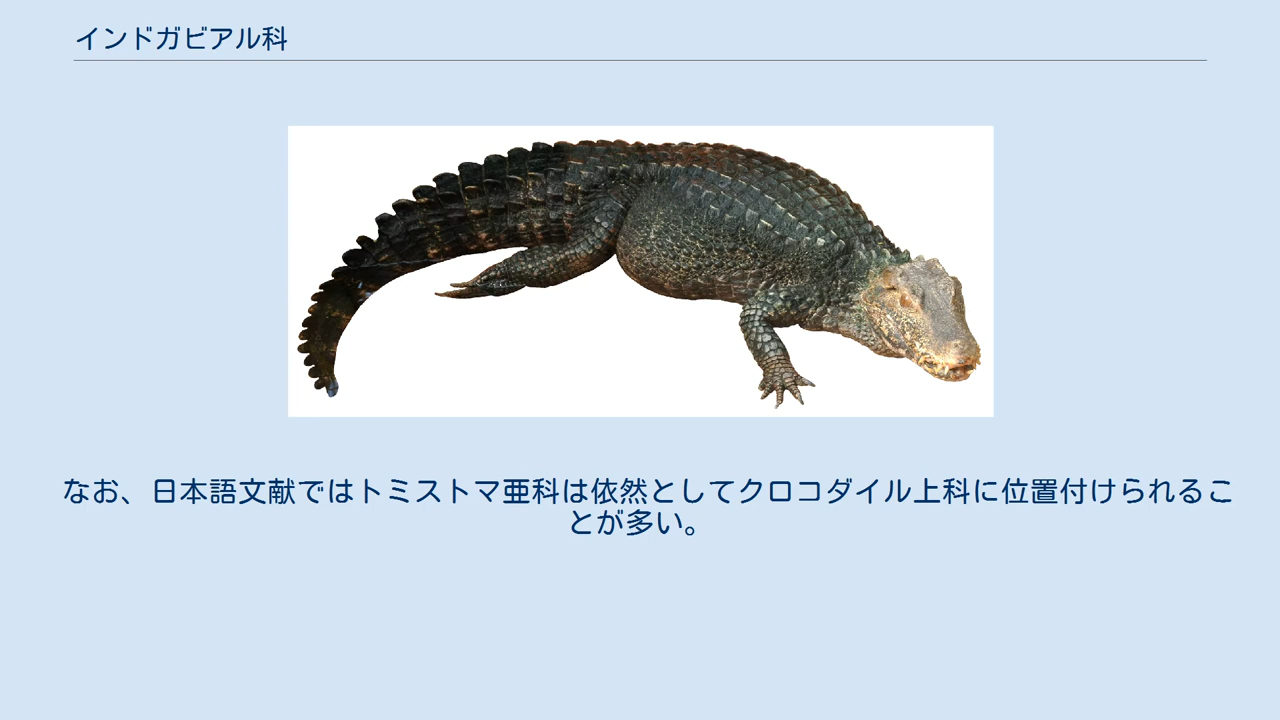 インドガビアル科
なお、日本語文献ではトミストマ亜科は依然としてクロコダイル上科に位置付けられるこ
とが多い。